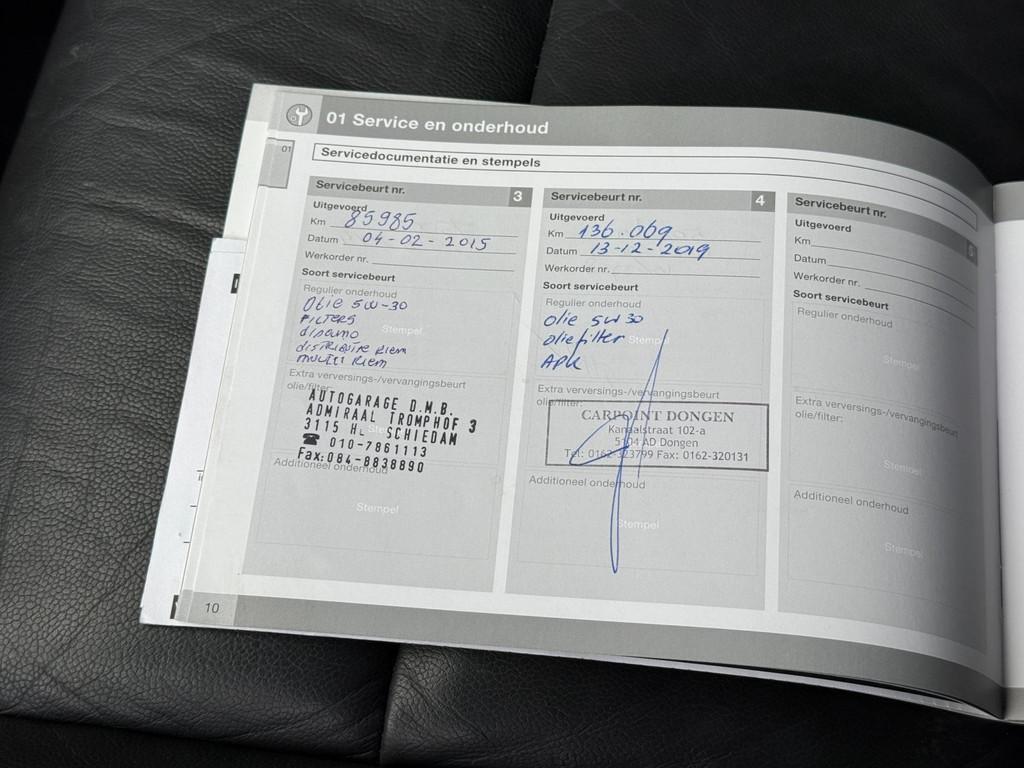 01 Service en onderhoud
01
Servicedocumentatie en stempels
Servicebeurt nr. 3
Uitgevoerd
Km 85985
Datum 04-02-2015
Werkorder nr.
Soort servicebeurt
Regulier onderhoud
Olie 5W-30
FILTERS
Stempel
distributie Riem
multi Riem
Extra verversings-/vervangingsbeurt
olie/filter:
AUTOGARAGE D.M.B.
ADMIRAAL TROMPHOF 3
3115 H. SCHIEDAM
☎ 010-7861113
Fax: 084-8838890
Additioneel onderhoud
Stempel
Servicebeurt nr. 4
Uitgevoerd
Km 136.069
Datum 13-12-2019
Werkorder nr.
Soort servicebeurt
Regulier onderhoud
Olie 5W30
oliefilter
Stempel
APK
Extra verversings-/vervangingsbeurt
olie/filter:
CARPOINT DONGEN
Kanaalstraat 102-a
5104 AD Dongen
Tel: 0162-323799 Fax: 0162-320131
Additioneel onderhoud
Stempel
Servicebeurt nr. 5
Uitgevoerd
Km
Datum
Werkorder nr.
Soort servicebeurt
Regulier onderhoud
Stempel
Extra verversings-/vervangingsbeurt
olie/filter:
Stempel
Additioneel onderhoud
Stempel
10